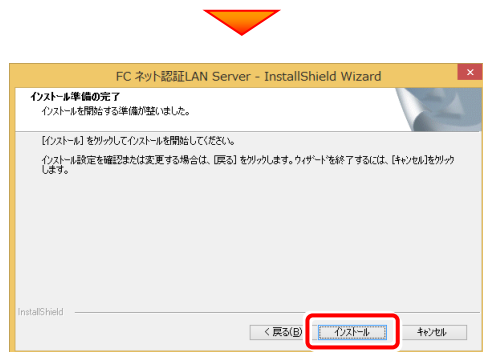 FC ネット認証LAN Server - InstallShield Wizard
インストール準備の完了
インストールを開始する準備が整いました。
[インストール] をクリックしてインストールを開始してください。
インストール設定を確認または変更する場合は、[戻る] をクリックします。ウィザードを終了するには、[キャンセル]をクリック
します。
InstallShield
< 戻る(B)
インストール
キャンセル